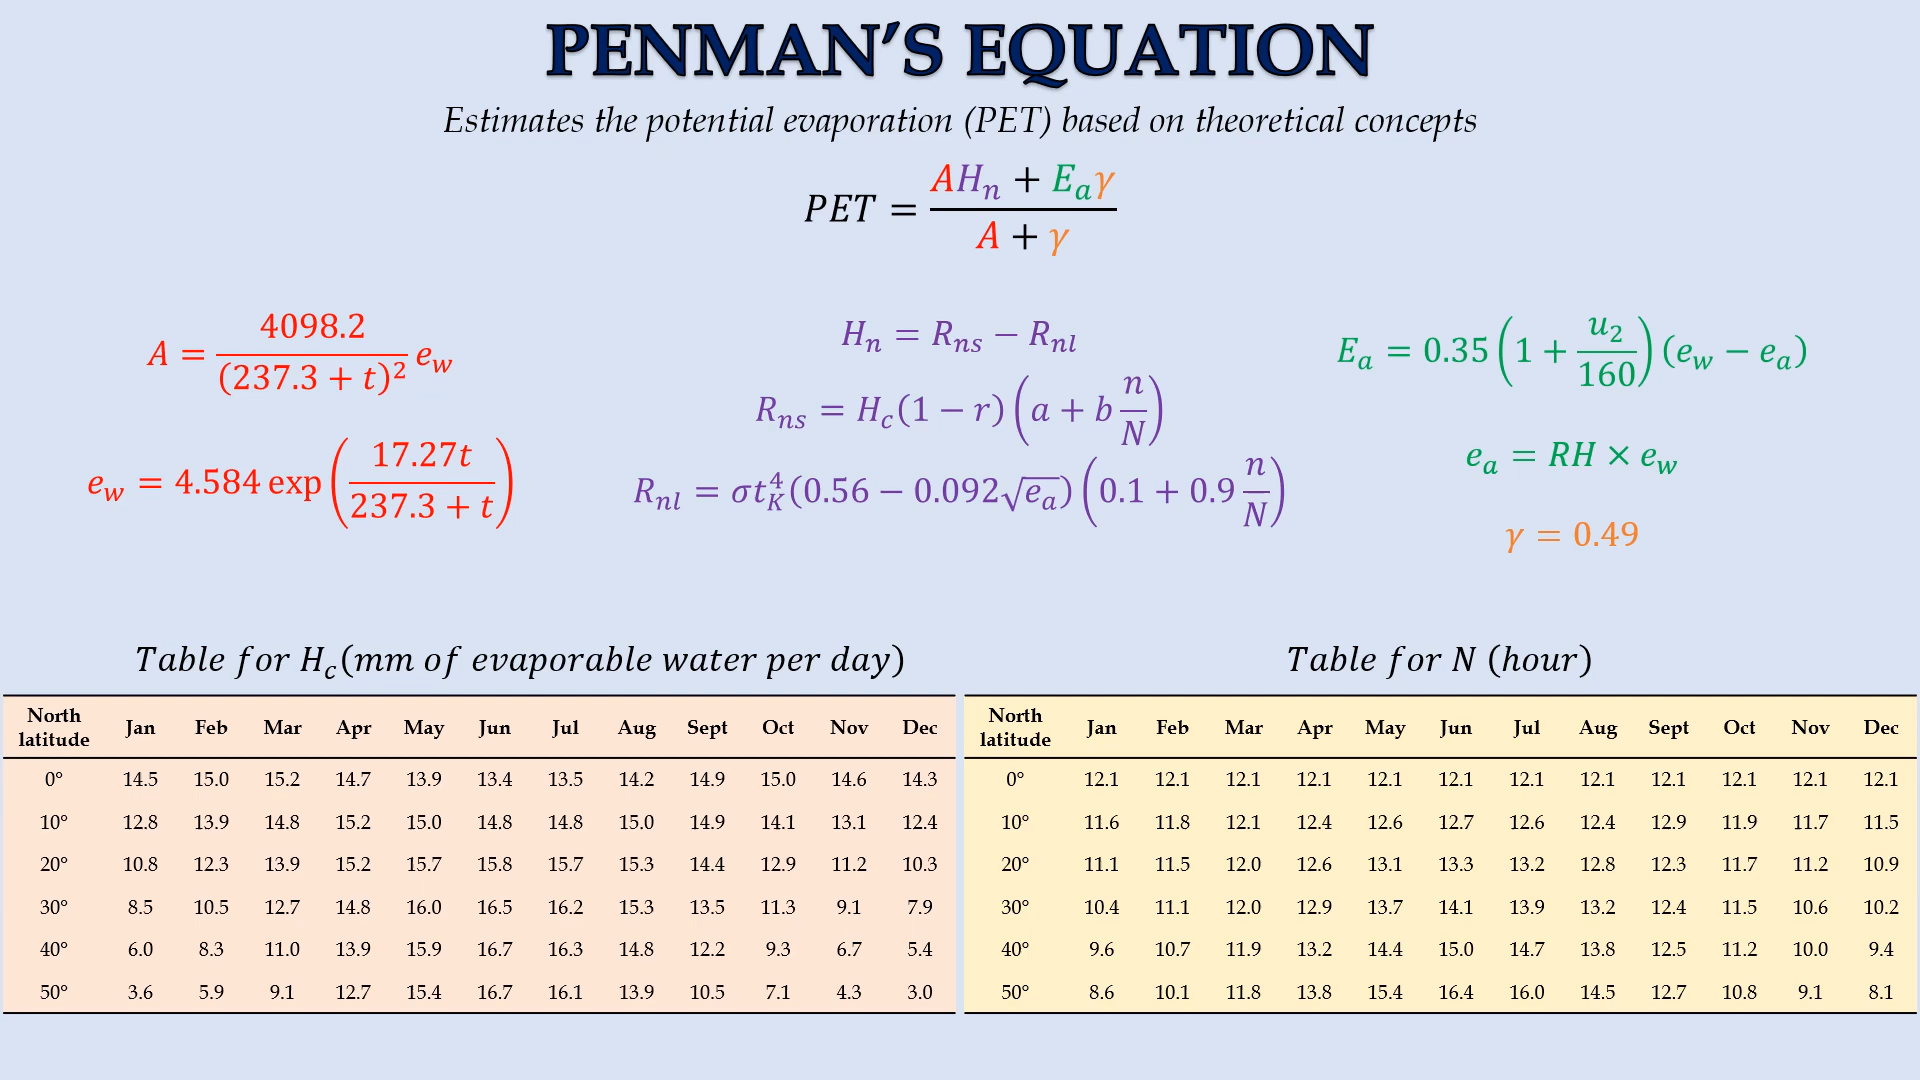 PENMAN’S EQUATION
Estimates the potential evaporation (PET) based on theoretical concepts
PET = (AHₙ + Eₐγ) / (A + γ)
A = 4098.2 / (237.3 + t)² e_w
e_w = 4.584 exp(17.27t / (237.3 + t))
Hₙ = Rₙₛ − Rₙₗ
Rₙₛ = H_c(1 − r)(a + b n/N)
Rₙₗ = σt_K⁴(0.56 − 0.092√eₐ)(0.1 + 0.9 n/N)
Eₐ = 0.35(1 + u₂/160)(e_w − eₐ)
eₐ = RH × e_w
γ = 0.49
Table for H_c(mm of evaporable water per day)
North latitude Jan Feb Mar Apr May Jun Jul Aug Sept Oct Nov Dec
0° 14.5 15.0 15.2 14.7 13.9 13.4 13.5 14.2 14.9 15.0 14.6 14.3
10° 12.8 13.9 14.8 15.2 15.0 14.8 14.8 15.0 14.9 14.1 13.1 12.4
20° 10.8 12.3 13.9 15.2 15.7 15.8 15.7 15.3 14.4 12.9 11.2 10.3
30° 8.5 10.5 12.7 14.8 16.0 16.5 16.2 15.3 13.5 11.3 9.1 7.9
40° 6.0 8.3 11.0 13.9 15.9 16.7 16.3 14.8 12.2 9.3 6.7 5.4
50° 3.6 5.9 9.1 12.7 15.4 16.7 16.1 13.9 10.5 7.1 4.3 3.0
Table for N (hour)
North latitude Jan Feb Mar Apr May Jun Jul Aug Sept Oct Nov Dec
0° 12.1 12.1 12.1 12.1 12.1 12.1 12.1 12.1 12.1 12.1 12.1 12.1
10° 11.6 11.8 12.1 12.4 12.6 12.7 12.6 12.4 12.9 11.9 11.7 11.5
20° 11.1 11.5 12.0 12.6 13.1 13.3 13.2 12.8 12.3 11.7 11.2 10.9
30° 10.4 11.1 12.0 12.9 13.7 14.1 13.9 13.2 12.4 11.5 10.6 10.2
40° 9.6 10.7 11.9 13.2 14.4 15.0 14.7 13.8 12.5 11.2 10.0 9.4
50° 8.6 10.1 11.8 13.8 15.4 16.4 16.0 14.5 12.7 10.8 9.1 8.1